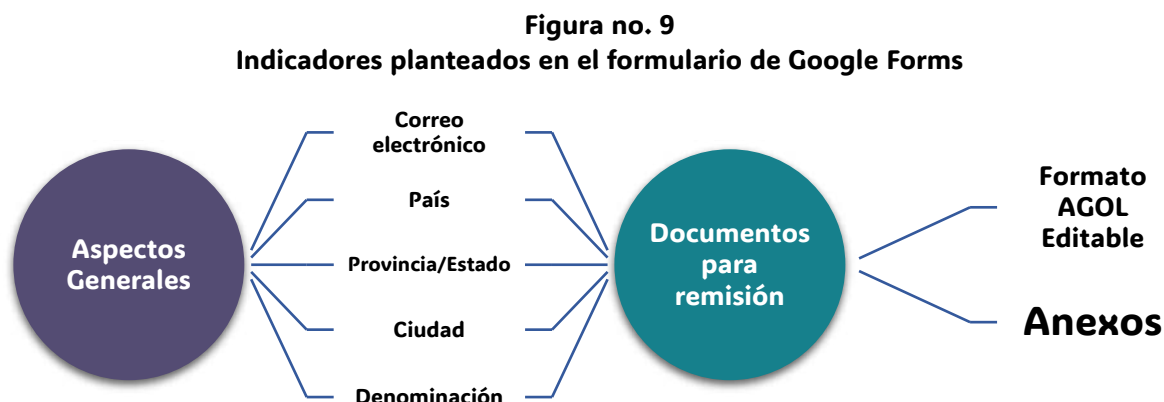 Figura no. 9
Indicadores planteados en el formulario de Google Forms
Aspectos
Generales
Correo
electrónico
País
Provincia/Estado
Ciudad
Denominación
Documentos
para
remisión
Formato
AGOL
Editable
Anexos